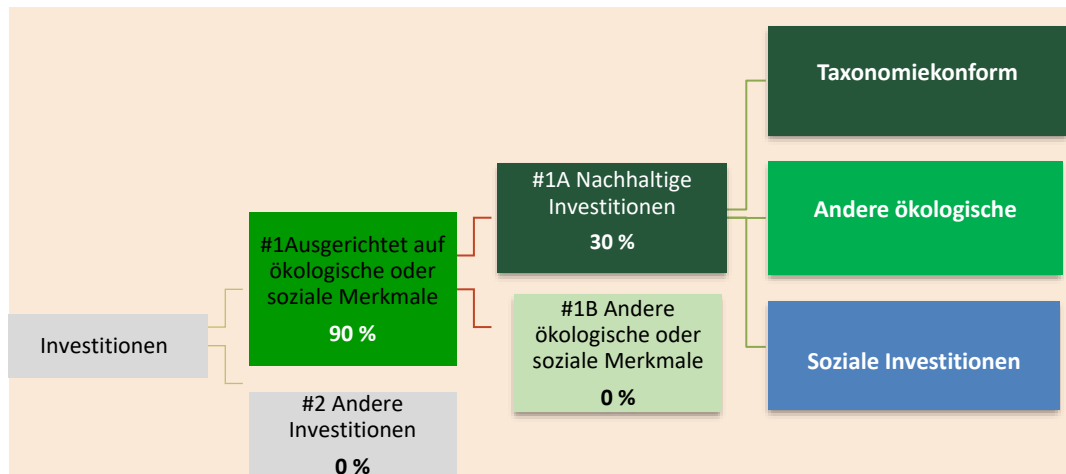 Investitionen
#1Ausgerichtet auf
ökologische oder
soziale Merkmale
90 %
#2 Andere
Investitionen
0 %
#1A Nachhaltige
Investitionen
30 %
#1B Andere
ökologische oder
soziale Merkmale
0 %
Taxonomiekonform
Andere ökologische
Soziale Investitionen